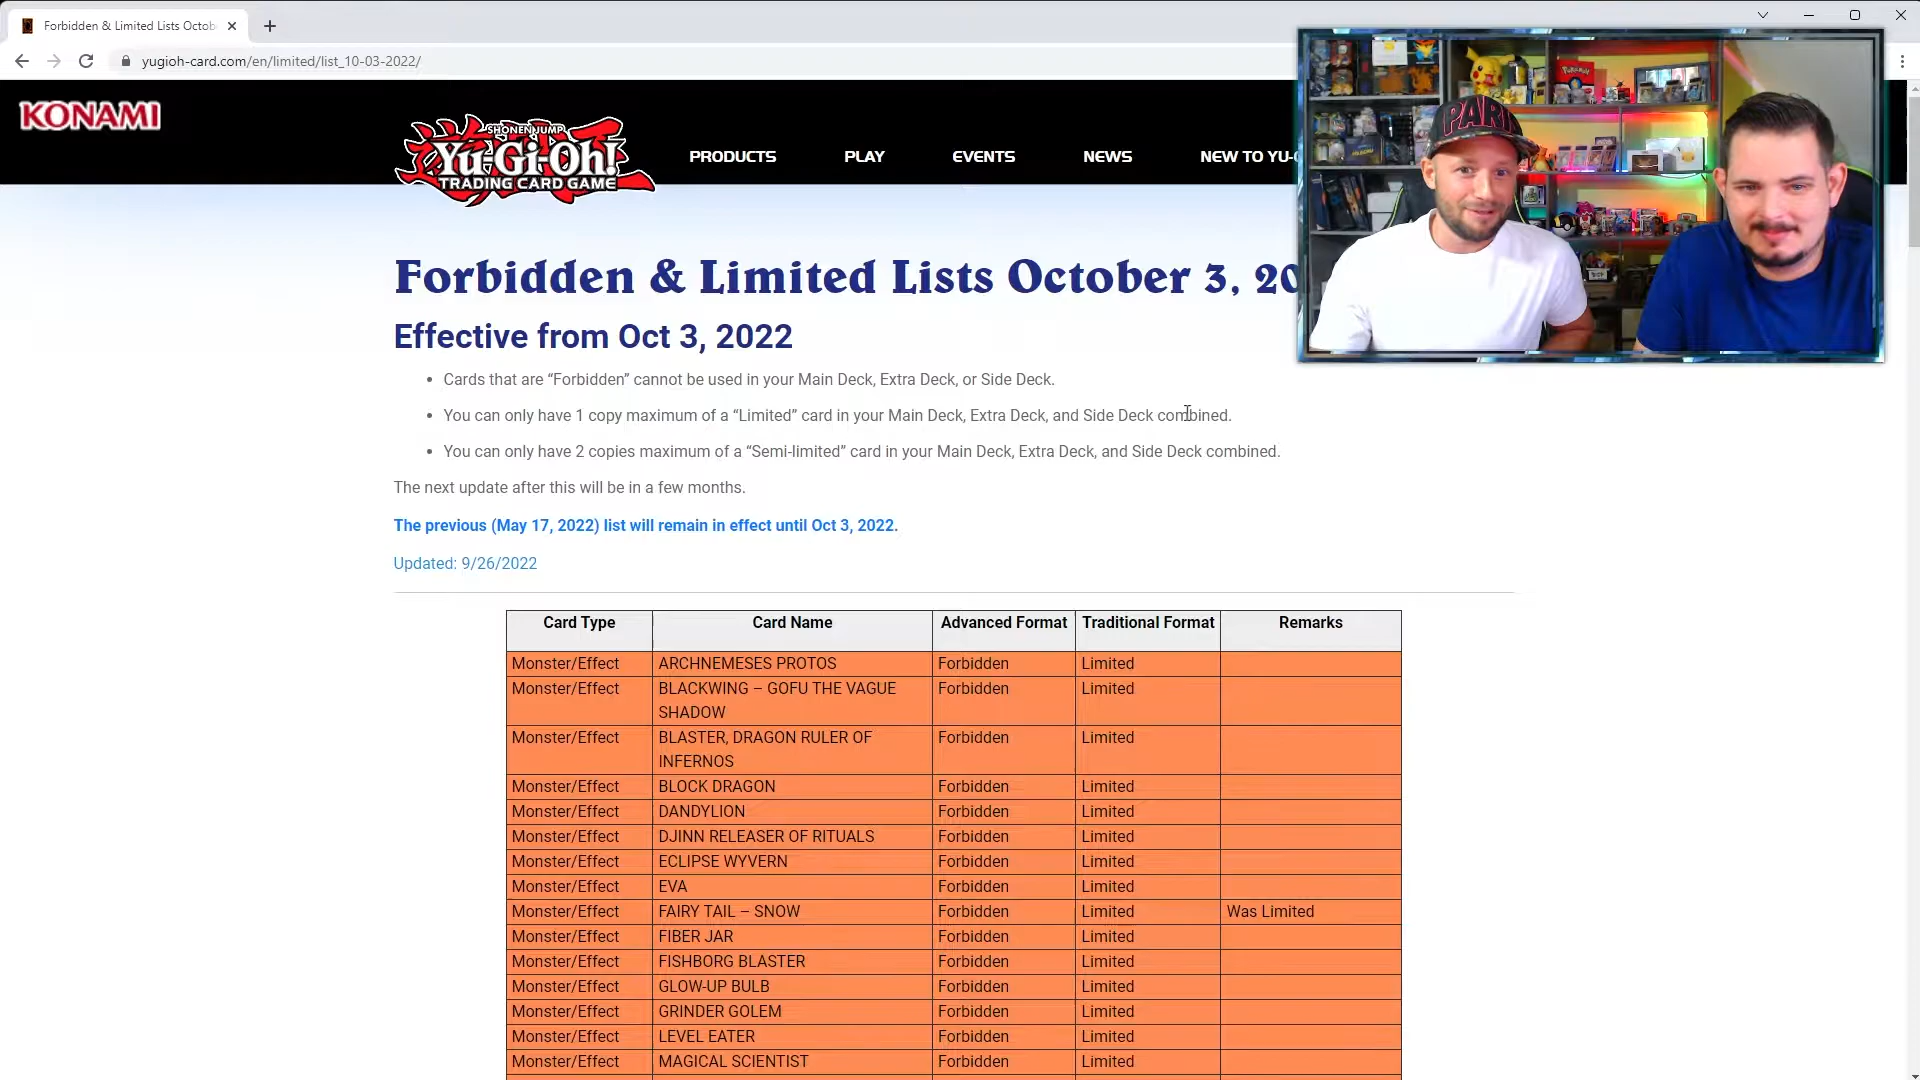 Forbidden & Limited Lists Octob
yugioh-card.com/en/limited/list_10-03-2022/
KONAMI
SHONEN JUMP
Yu-Gi-Oh!
TRADING CARD GAME
PRODUCTS
PLAY
EVENTS
NEWS
NEW TO YU-G
PARI
POKéMON
Forbidden & Limited Lists October 3, 20
Effective from Oct 3, 2022
• Cards that are “Forbidden” cannot be used in your Main Deck, Extra Deck, or Side Deck.
• You can only have 1 copy maximum of a “Limited” card in your Main Deck, Extra Deck, and Side Deck combined.
• You can only have 2 copies maximum of a “Semi-limited” card in your Main Deck, Extra Deck, and Side Deck combined.
The next update after this will be in a few months.
The previous (May 17, 2022) list will remain in effect until Oct 3, 2022.
Updated: 9/26/2022
Card Type Card Name Advanced Format Traditional Format Remarks
Monster/Effect ARCHNEMESES PROTOS Forbidden Limited
Monster/Effect BLACKWING – GOFU THE VAGUE Forbidden Limited
SHADOW
Monster/Effect BLASTER, DRAGON RULER OF Forbidden Limited
INFERNOS
Monster/Effect BLOCK DRAGON Forbidden Limited
Monster/Effect DANDYLION Forbidden Limited
Monster/Effect DJINN RELEASER OF RITUALS Forbidden Limited
Monster/Effect ECLIPSE WYVERN Forbidden Limited
Monster/Effect EVA Forbidden Limited
Monster/Effect FAIRY TAIL – SNOW Forbidden Limited Was Limited
Monster/Effect FIBER JAR Forbidden Limited
Monster/Effect FISHBORG BLASTER Forbidden Limited
Monster/Effect GLOW-UP BULB Forbidden Limited
Monster/Effect GRINDER GOLEM Forbidden Limited
Monster/Effect LEVEL EATER Forbidden Limited
Monster/Effect MAGICAL SCIENTIST Forbidden Limited